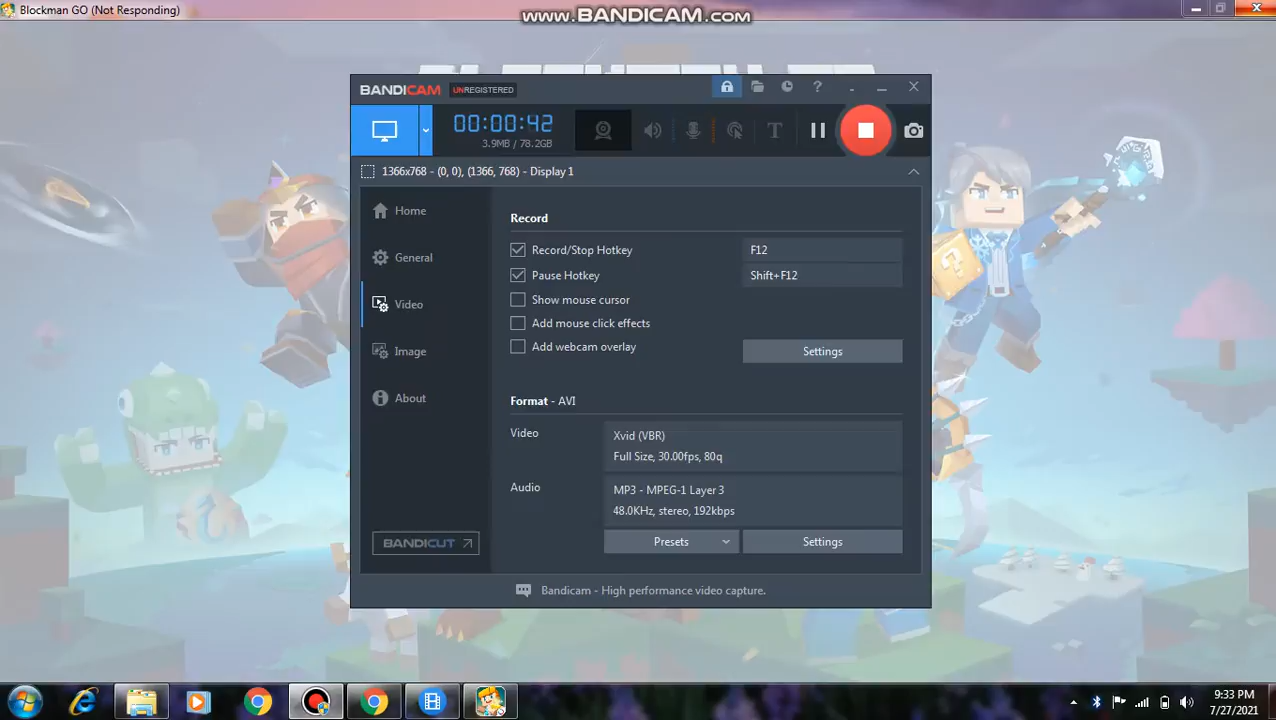 Blockman GO (Not Responding)
www.BANDICAM.com
BANDICAM UNREGISTERED
00:00:42
3.9MB / 78.2GB
1366x768 - (0, 0), (1366, 768) - Display 1
Home
General
Video
Image
About
BANDICUT
Record
Record/Stop Hotkey F12
Pause Hotkey Shift+F12
Show mouse cursor
Add mouse click effects
Add webcam overlay
Settings
Format - AVI
Video
Xvid (VBR)
Full Size, 30.00fps, 80q
Audio
MP3 - MPEG-1 Layer 3
48.0KHz, stereo, 192kbps
Presets Settings
Bandicam - High performance video capture.
9:33 PM
7/27/2021